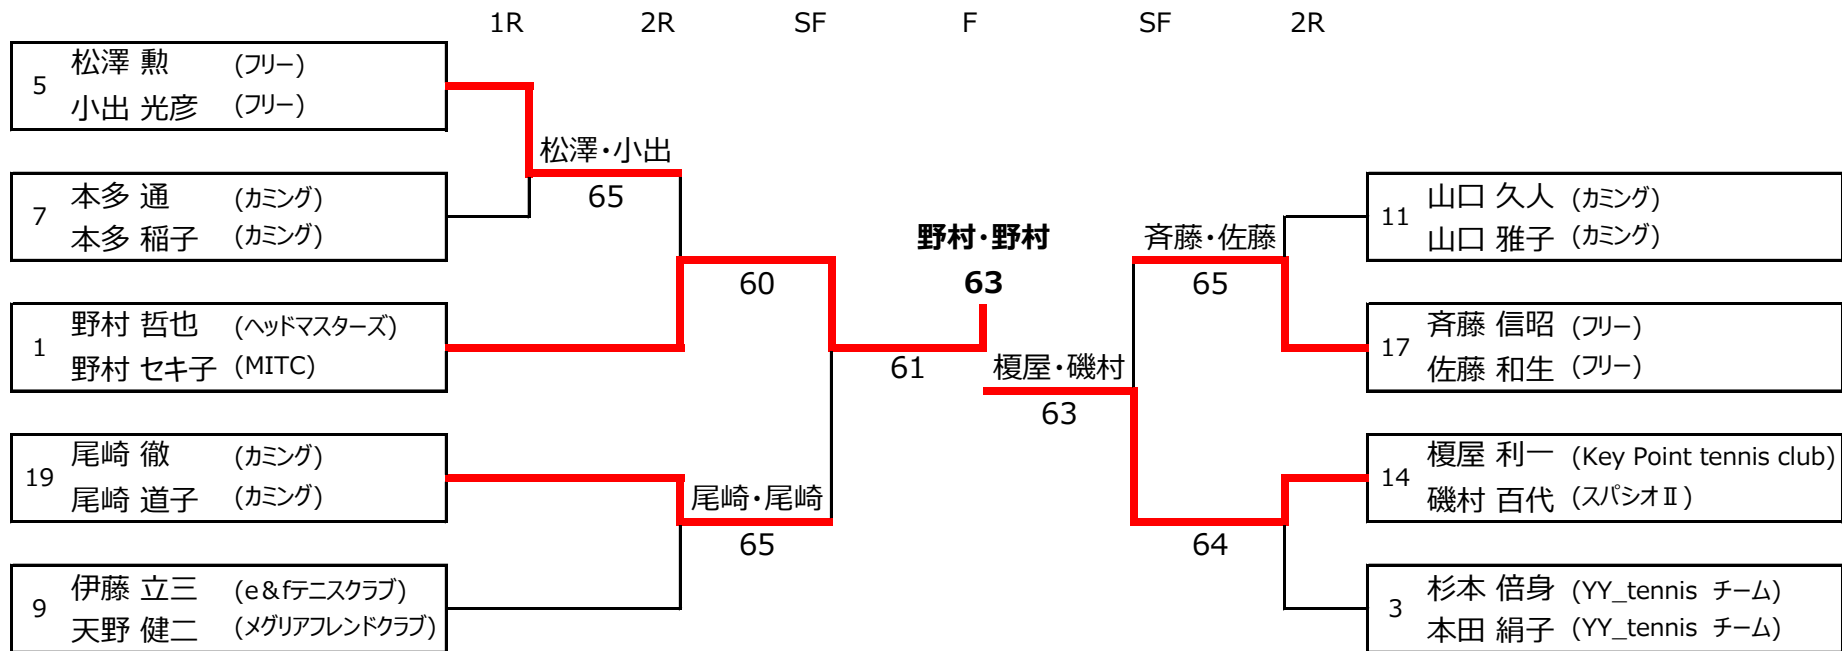 1R 2R SF F SF 2R
5 松澤 勲 (フリー)
小出 光彦 (フリー)
松澤・小出
65
7 本多 通 (カミング)
本多 稲子 (カミング)
60
1 野村 哲也 (ヘッドマスターズ)
野村 セキ子 (MITC)
61
19 尾崎 徹 (カミング)
尾崎 道子 (カミング)
尾崎・尾崎
65
9 伊藤 立三 (e&fテニスクラブ)
天野 健二 (メグリアフレンドクラブ)
野村・野村
63
榎屋・磯村
63
斉藤・佐藤
65
64
11 山口 久人 (カミング)
山口 雅子 (カミング)
17 斉藤 信昭 (フリー)
佐藤 和生 (フリー)
14 榎屋 利一 (Key Point tennis club)
磯村 百代 (スパシオⅡ)
3 杉本 倍身 (YY_tennis チーム)
本田 絹子 (YY_tennis チーム)